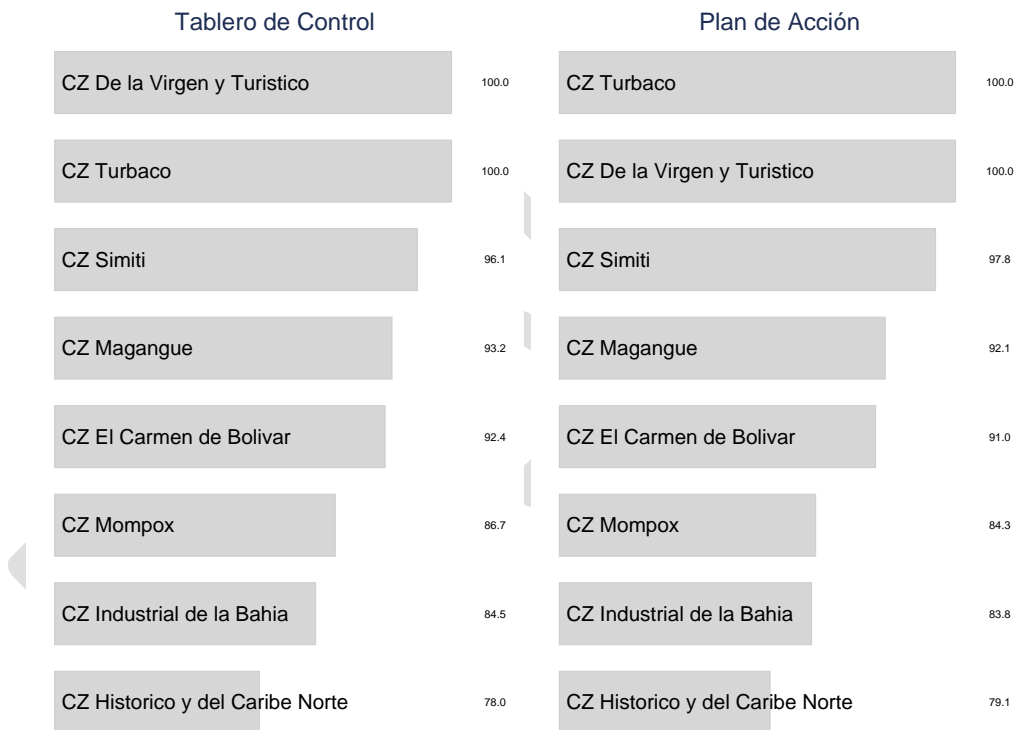 Tablero de Control
CZ De la Virgen y Turistico 100.0
CZ Turbaco 100.0
CZ Simiti 96.1
CZ Magangue 93.2
CZ El Carmen de Bolivar 92.4
CZ Mompox 86.7
CZ Industrial de la Bahia 84.5
CZ Historico y del Caribe Norte 78.0
Plan de Acción
CZ Turbaco 100.0
CZ De la Virgen y Turistico 100.0
CZ Simiti 97.8
CZ Magangue 92.1
CZ El Carmen de Bolivar 91.0
CZ Mompox 84.3
CZ Industrial de la Bahia 83.8
CZ Historico y del Caribe Norte 79.1